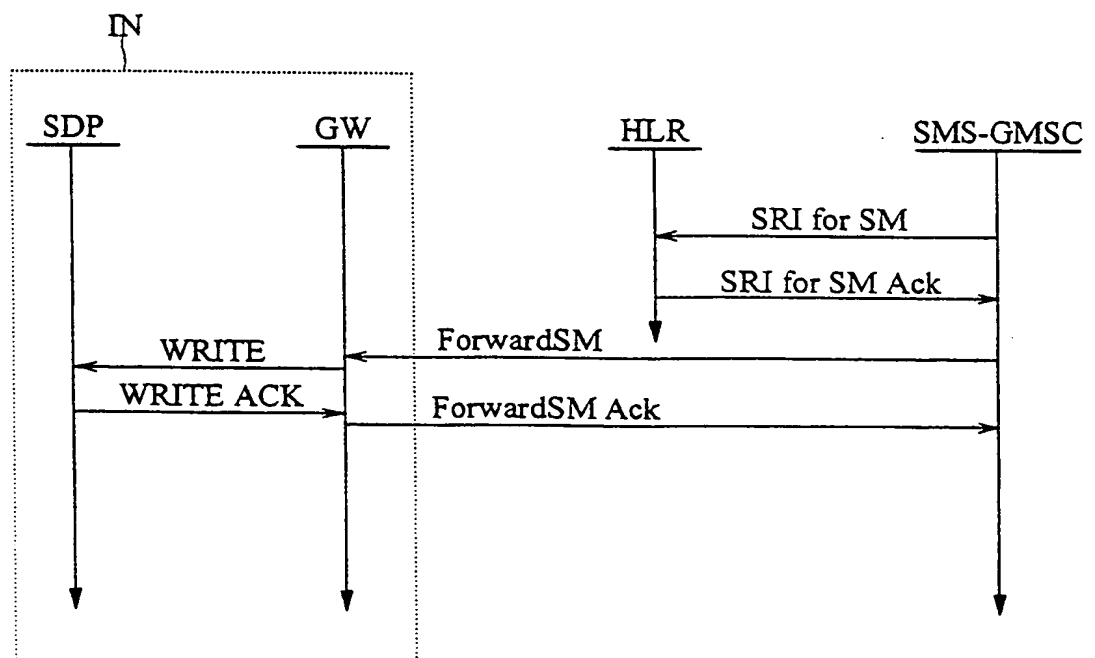 IN
SDP
GW
HLR
SMS-GMSC
SRI for SM
SRI for SM Ack
ForwardSM
WRITE
WRITE ACK
ForwardSM Ack